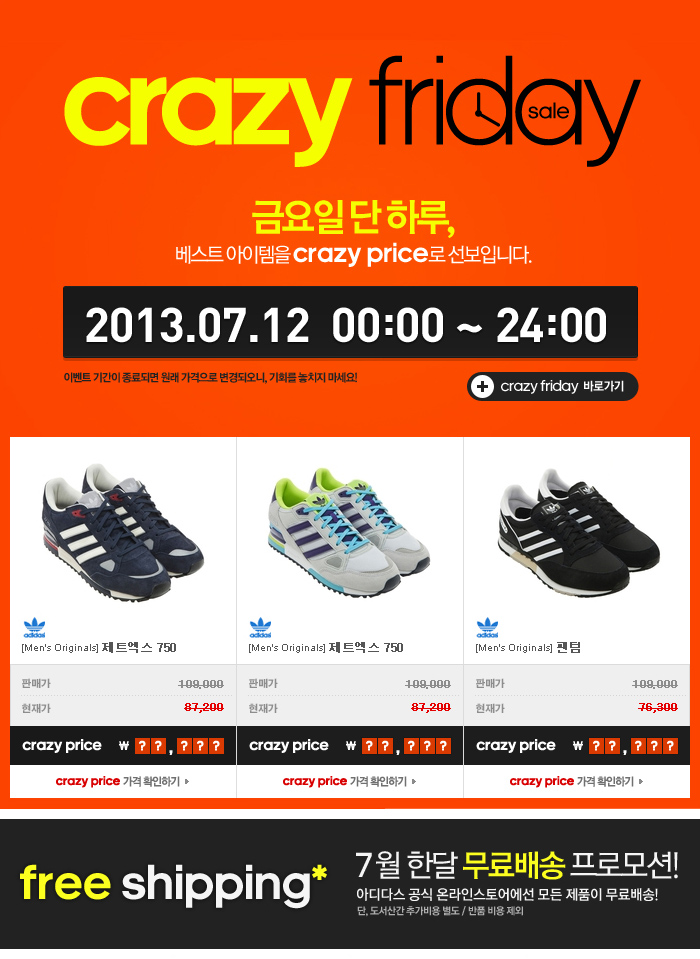 crazy friday
sale
금요일 단 하루,
베스트 아이템을 crazy price로 선보입니다.
2013.07.12 00:00 ~ 24:00
이벤트 기간이 종료되면 원래 가격으로 변경되오니, 기회를 놓치지 마세요!
crazy friday 바로가기
adidas
[Men's Originals] 제트엑스 750
판매가 109,000
현재가 87,200
crazy price ₩ ??,???
crazy price 가격 확인하기
adidas
[Men's Originals] 제트엑스 750
판매가 109,000
현재가 87,200
crazy price ₩ ??,???
crazy price 가격 확인하기
adidas
[Men's Originals] 팬텀
판매가 109,000
현재가 76,300
crazy price ₩ ??,???
crazy price 가격 확인하기
free shipping*
7월 한달 무료배송 프로모션!
아디다스 공식 온라인스토어에선 모든 제품이 무료배송!
단, 도서산간 추가비용 별도 / 반품 비용 제외